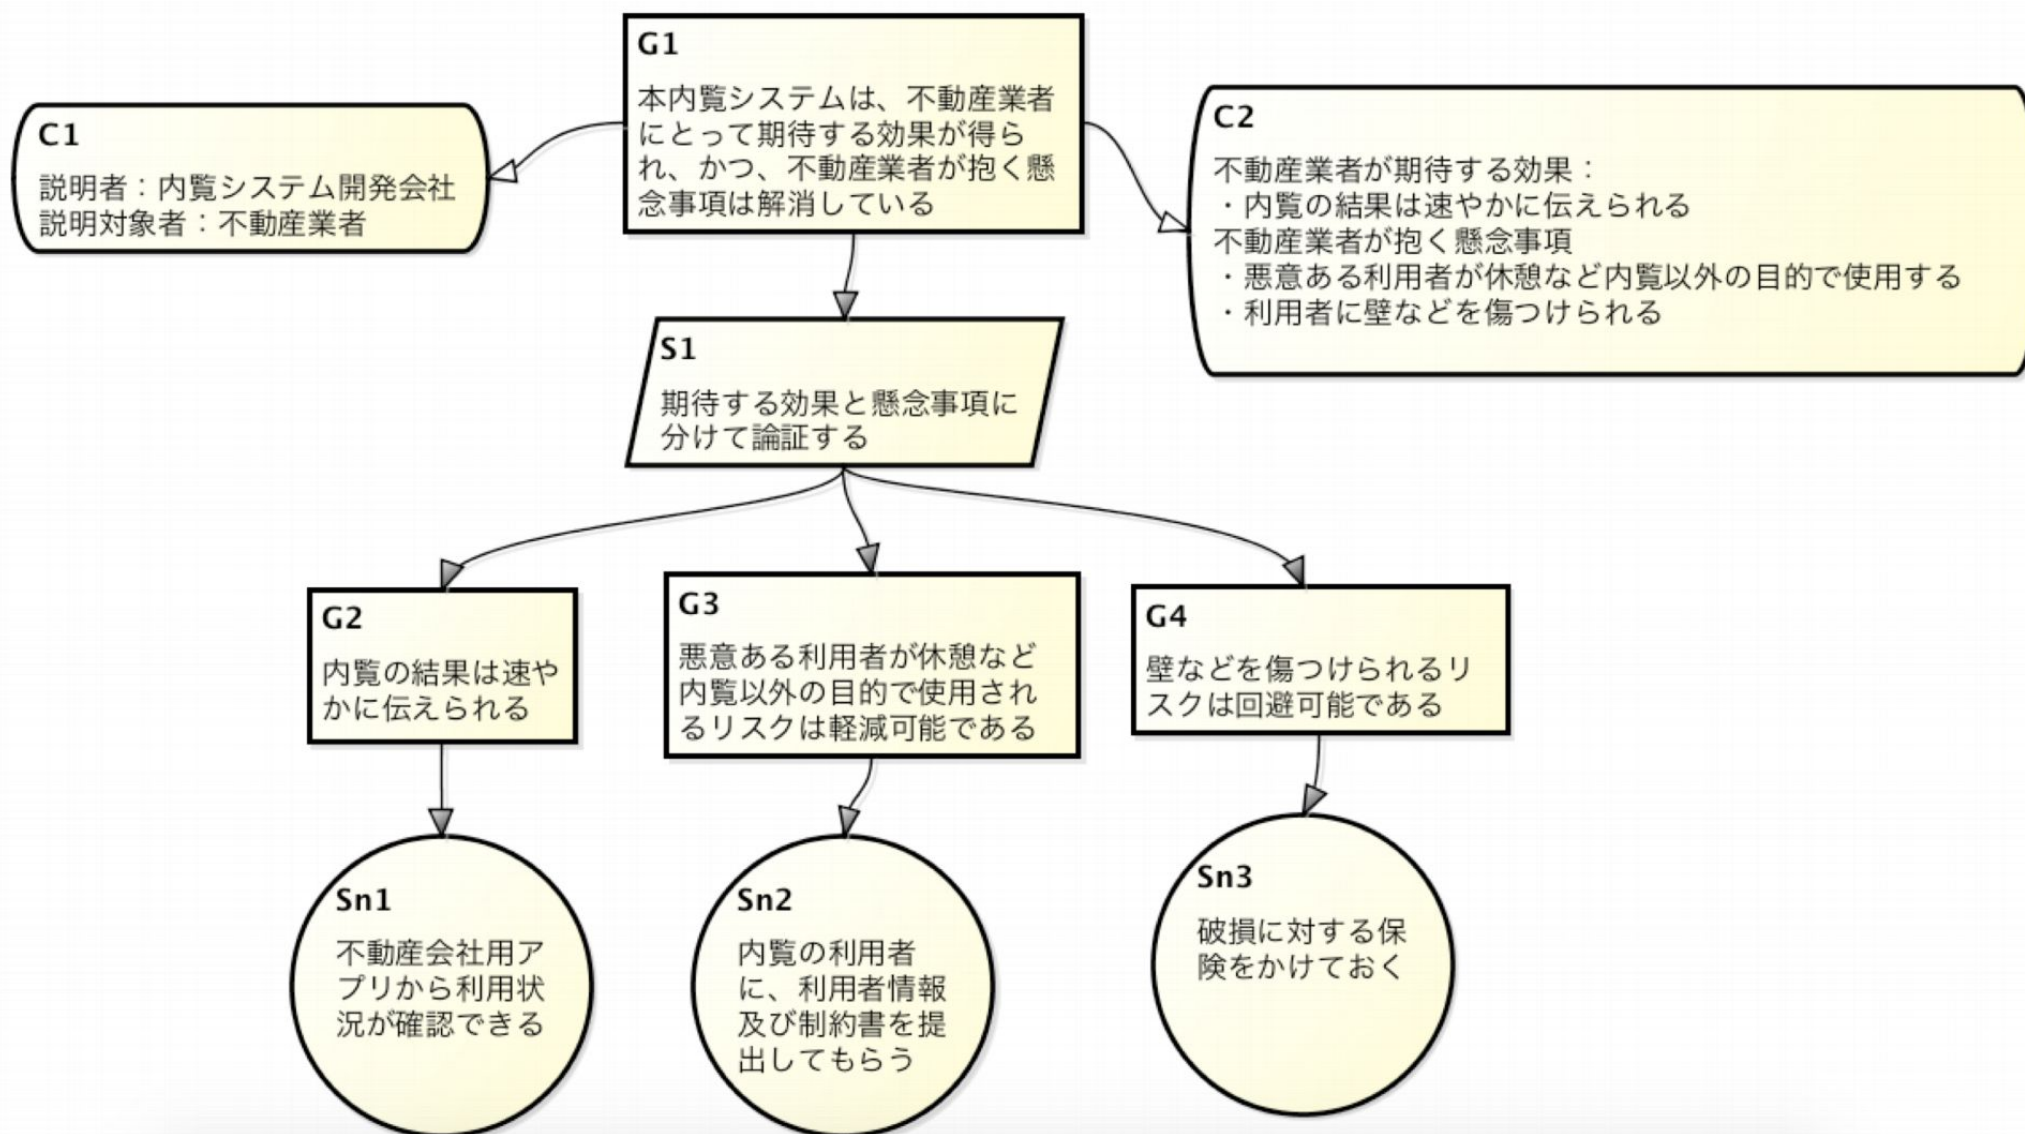 G1
本内覧システムは、不動産業者
にとって期待する効果が得ら
れ、かつ、不動産業者が抱く懸
念事項は解消している
C1
説明者：内覧システム開発会社
説明対象者：不動産業者
C2
不動産業者が期待する効果：
・内覧の結果は速やかに伝えられる
不動産業者が抱く懸念事項
・悪意ある利用者が休憩など内覧以外の目的で使用する
・利用者に壁などを傷つけられる
S1
期待する効果と懸念事項に
分けて論証する
G2
内覧の結果は速や
かに伝えられる
G3
悪意ある利用者が休憩など
内覧以外の目的で使用され
るリスクは軽減可能である
G4
壁などを傷つけられるリ
スクは回避可能である
Sn1
不動産会社用ア
プリから利用状
況が確認できる
Sn2
内覧の利用者
に、利用者情報
及び制約書を提
出してもらう
Sn3
破損に対する保
険をかけておく